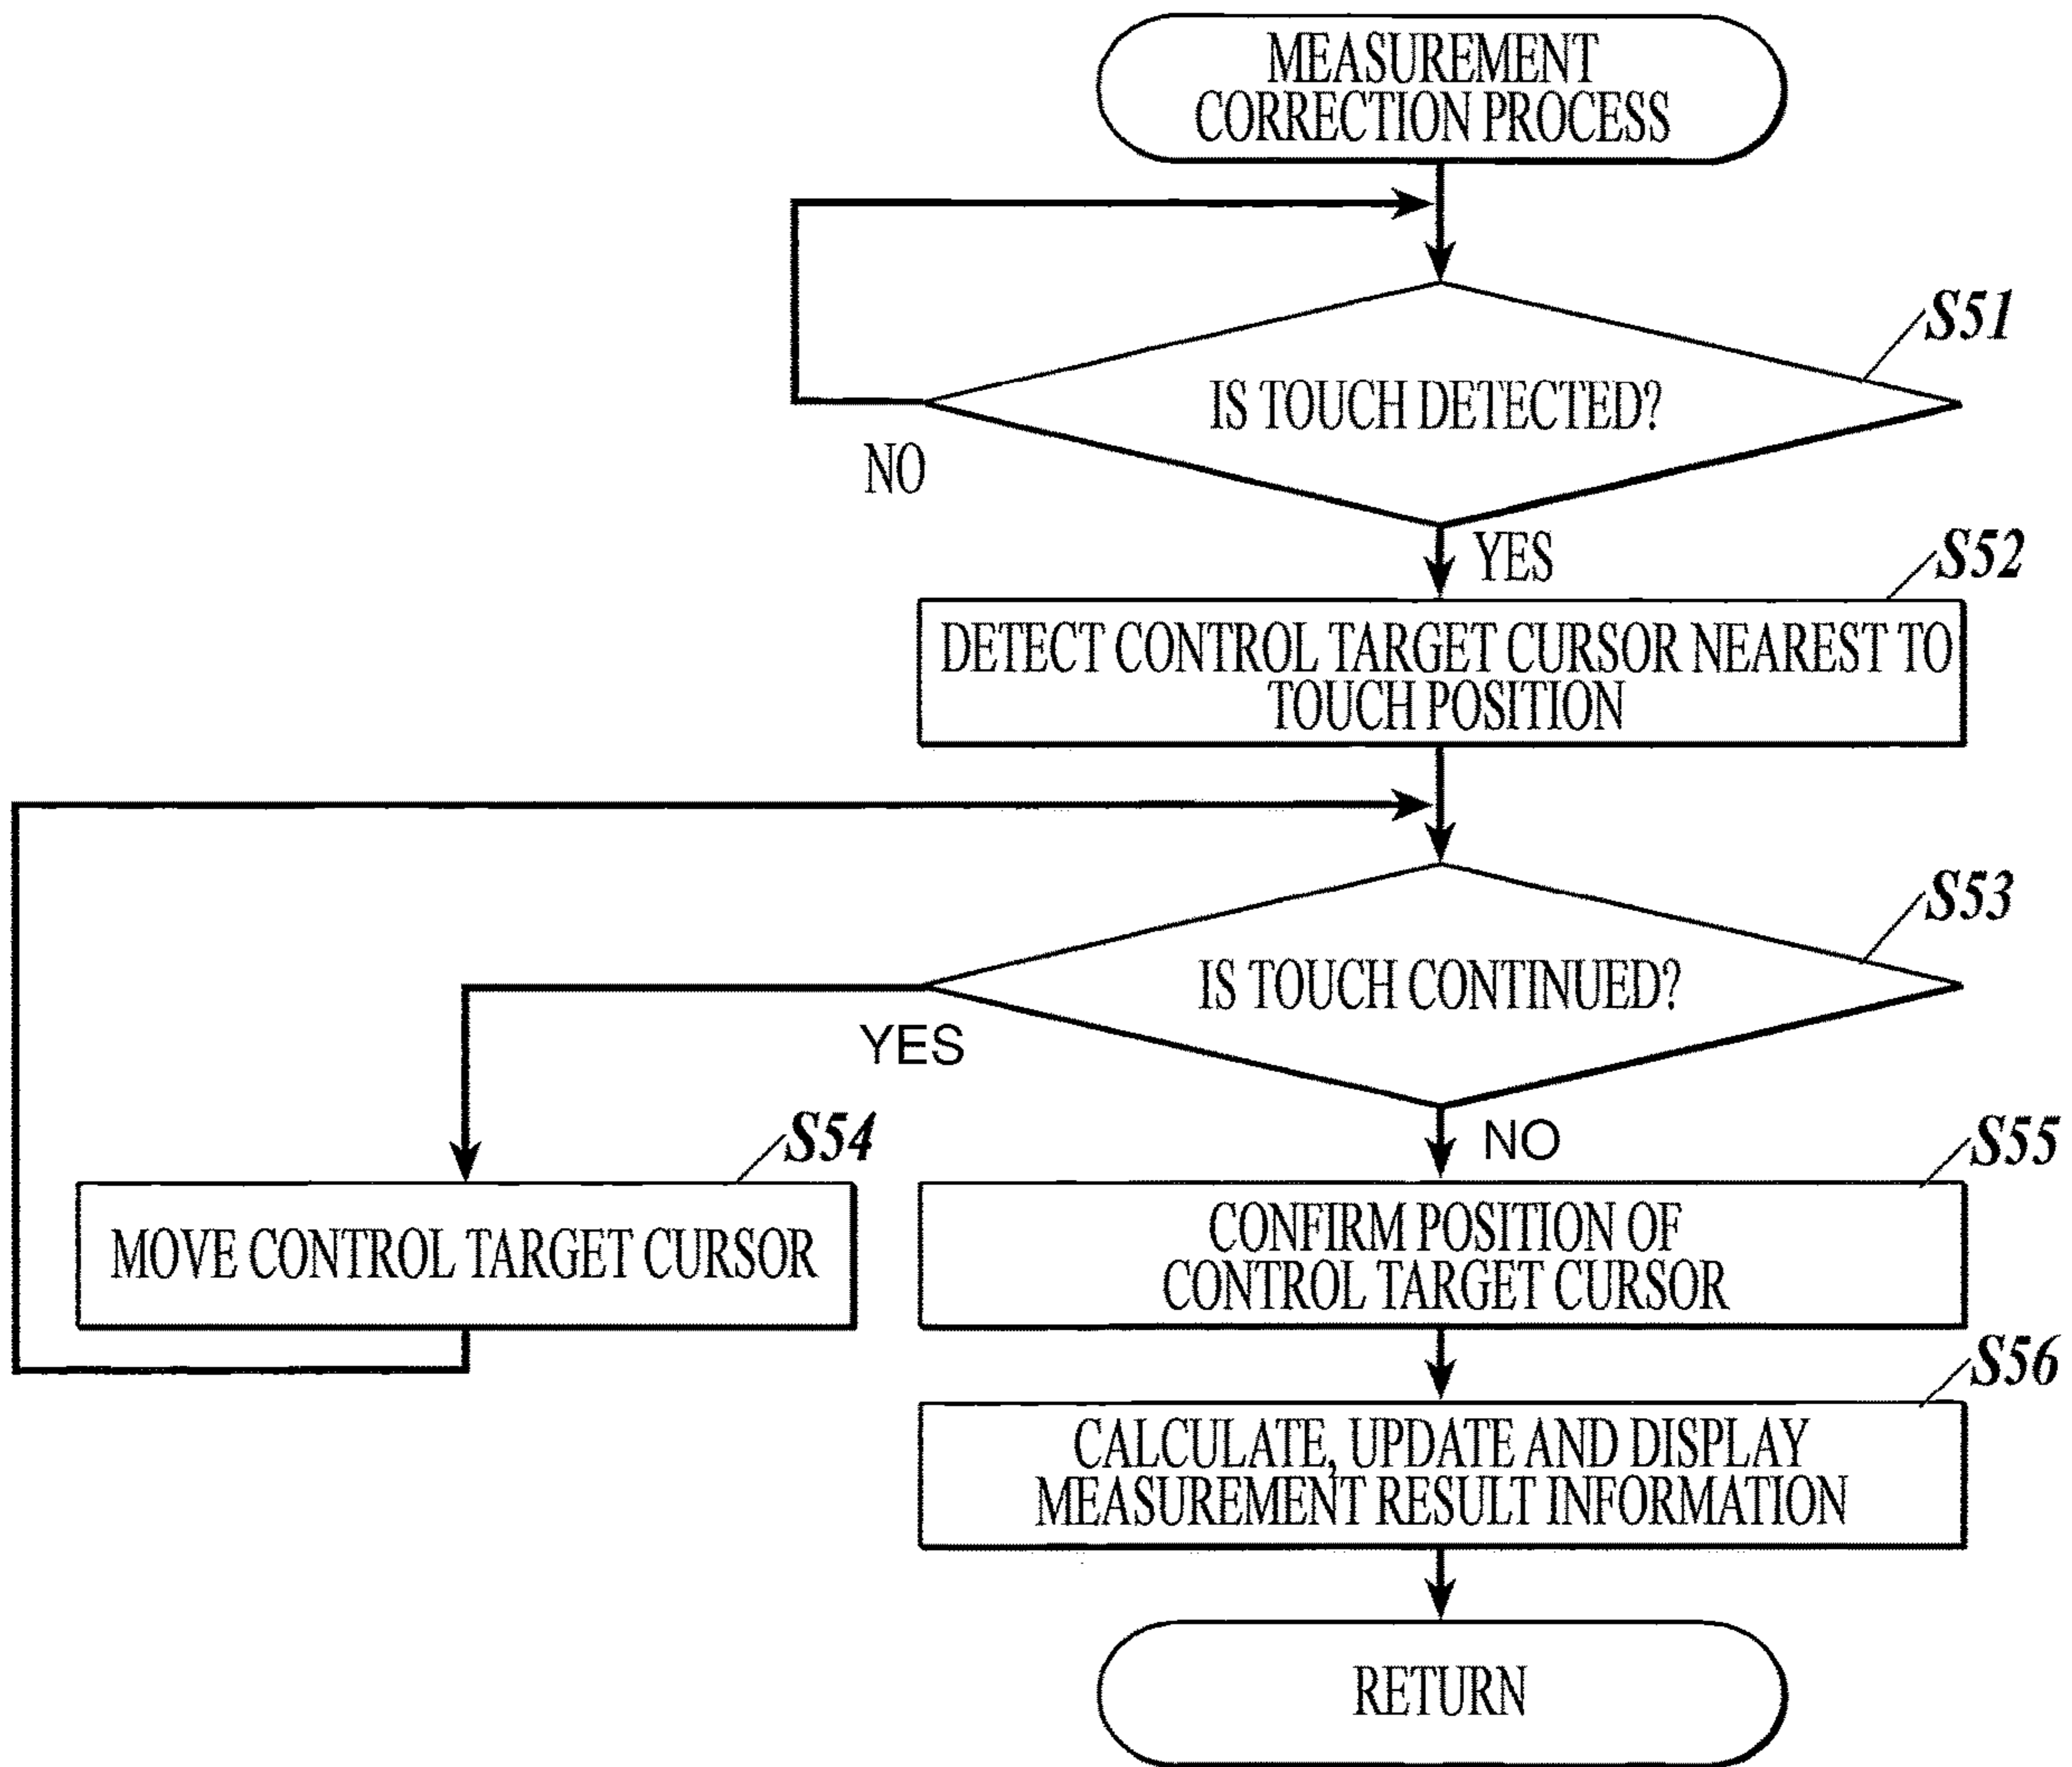 MEASUREMENT
CORRECTION PROCESS
S51
IS TOUCH DETECTED?
NO
YES
S52
DETECT CONTROL TARGET CURSOR NEAREST TO
TOUCH POSITION
S53
IS TOUCH CONTINUED?
YES
NO
S54
MOVE CONTROL TARGET CURSOR
S55
CONFIRM POSITION OF
CONTROL TARGET CURSOR
S56
CALCULATE, UPDATE AND DISPLAY
MEASUREMENT RESULT INFORMATION
RETURN